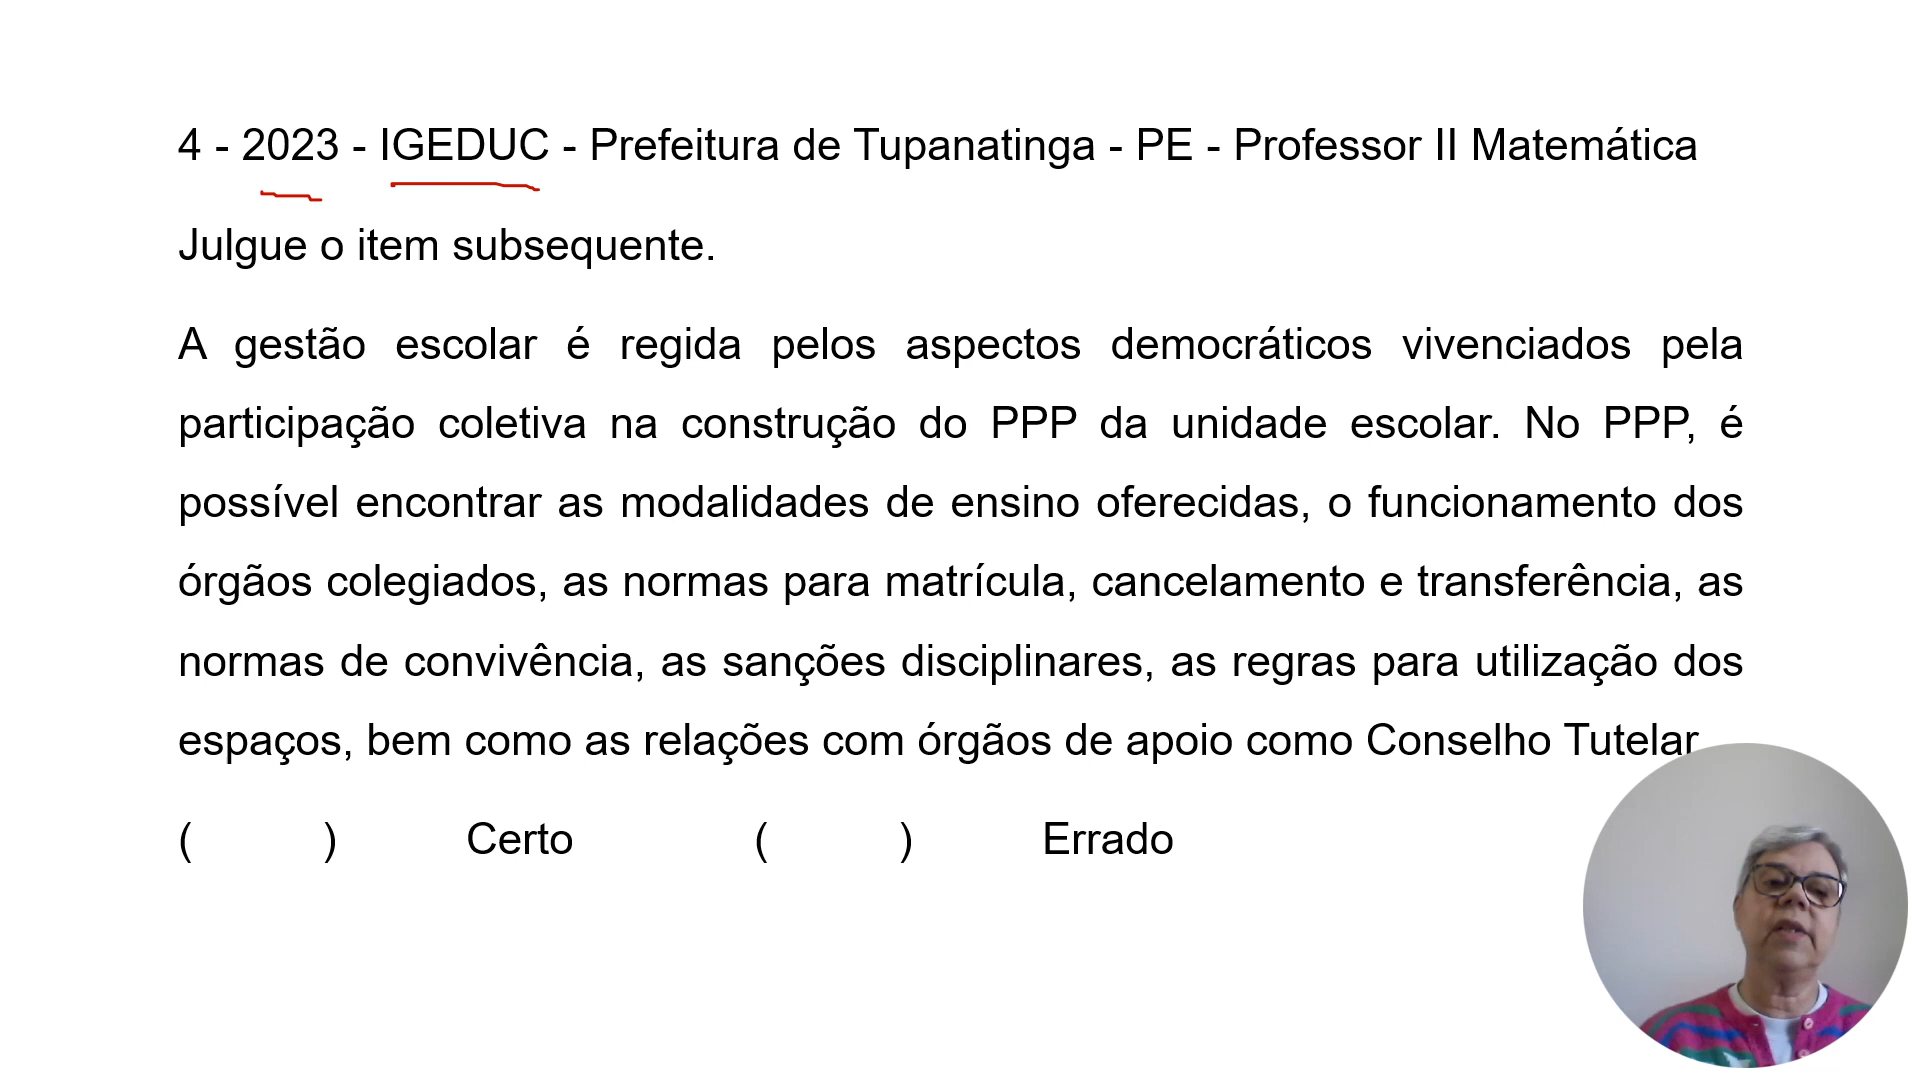 4 - 2023 - IGEDUC - Prefeitura de Tupanatinga - PE - Professor II Matemática
Julgue o item subsequente.
A gestão escolar é regida pelos aspectos democráticos vivenciados pela
participação coletiva na construção do PPP da unidade escolar. No PPP, é
possível encontrar as modalidades de ensino oferecidas, o funcionamento dos
órgãos colegiados, as normas para matrícula, cancelamento e transferência, as
normas de convivência, as sanções disciplinares, as regras para utilização dos
espaços, bem como as relações com órgãos de apoio como Conselho Tutelar
( ) Certo ( ) Errado